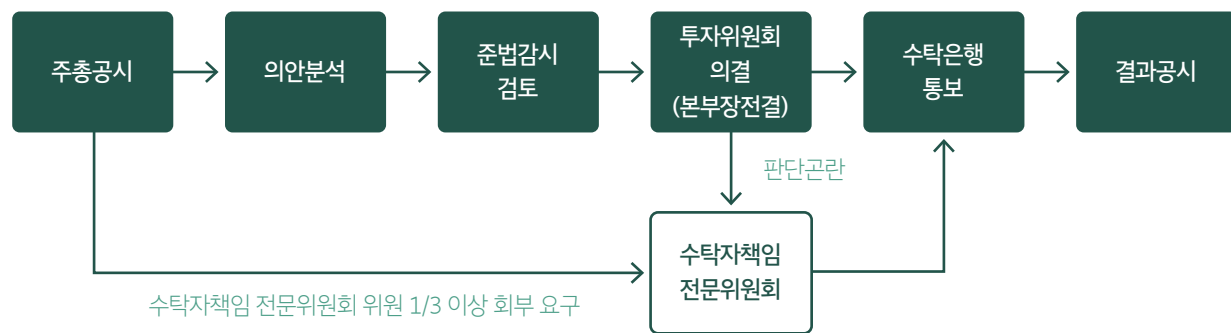 주총공시
의안분석
준법감시
검토
투자위원회
의결
(본부장전결)
수탁은행
통보
결과공시
판단곤란
수탁자책임
전문위원회
수탁자책임 전문위원회 위원 1/3 이상 회부 요구